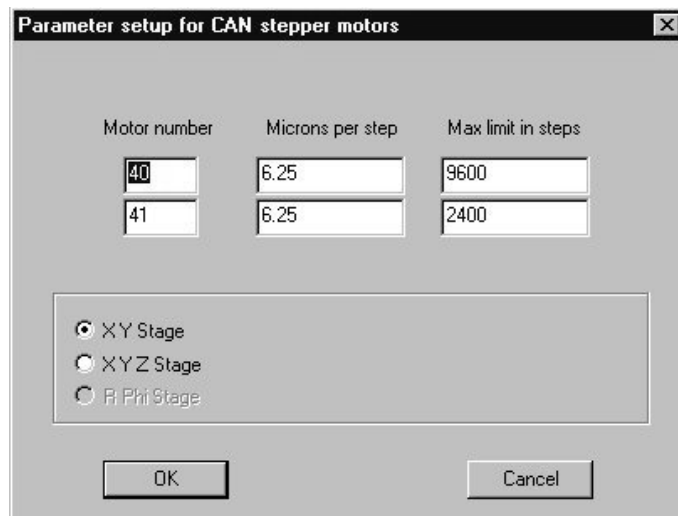 Parameter setup for CAN stepper motors
Motor number Microns per step Max limit in steps
40 6.25 9600
41 6.25 2400
X Y Stage
X Y Z Stage
R Phi Stage
OK Cancel